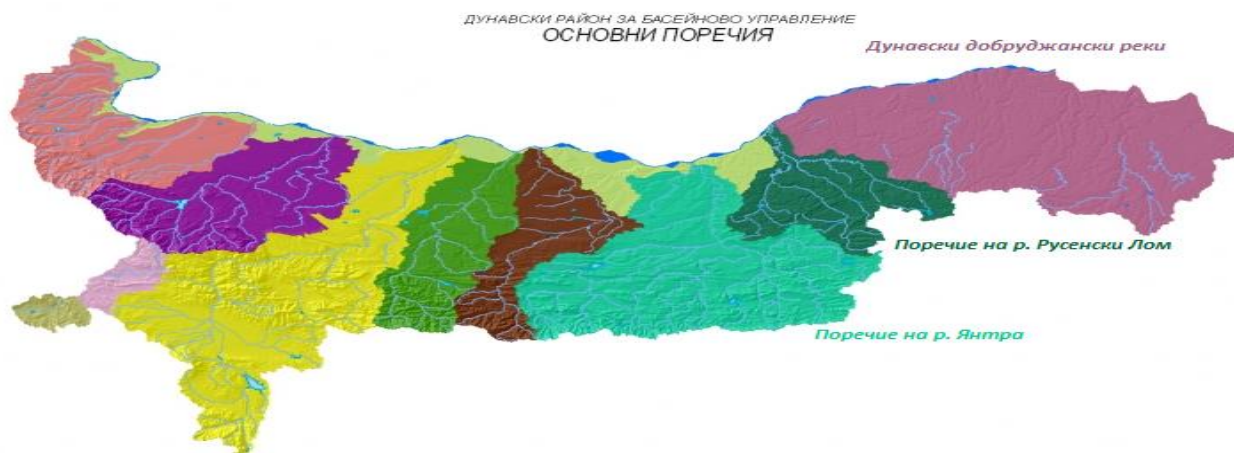 ДУНАВСКИ РАЙОН ЗА БАСЕЙНОВО УПРАВЛЕНИЕ
ОСНОВНИ ПОРЕЧИЯ
Дунавски добруджански реки
Поречие на р. Русенски Лом
Поречие на р. Янтра